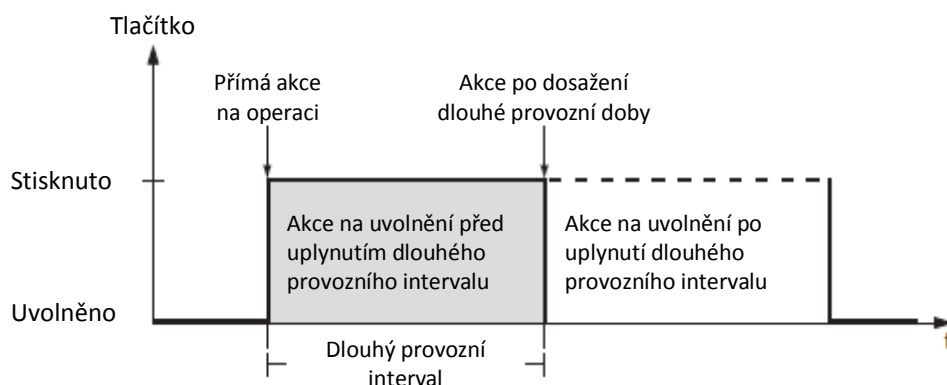 Tlačítko
Přímá akce
na operaci
Akce po dosažení
dlouhé provozní doby
Stisknuto
Akce na uvolnění před
uplynutím dlouhého
provozního intervalu
Akce na uvolnění po
uplynutí dlouhého
provozního intervalu
Uvolněno
t
Dlouhý provozní
interval